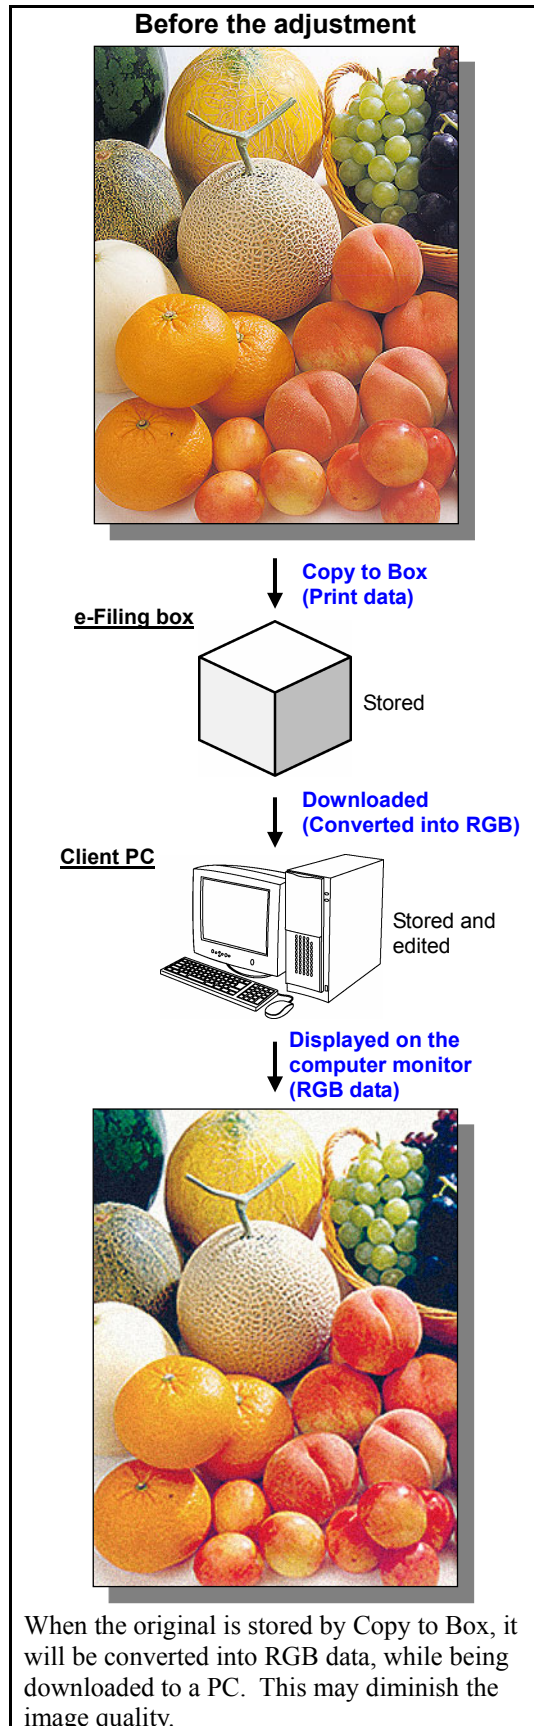 Before the adjustment
Copy to Box
(Print data)
e-Filing box
Stored
Downloaded
(Converted into RGB)
Client PC
Stored and
edited
Displayed on the
computer monitor
(RGB data)
When the original is stored by Copy to Box, it
will be converted into RGB data, while being
downloaded to a PC.  This may diminish the
image quality.